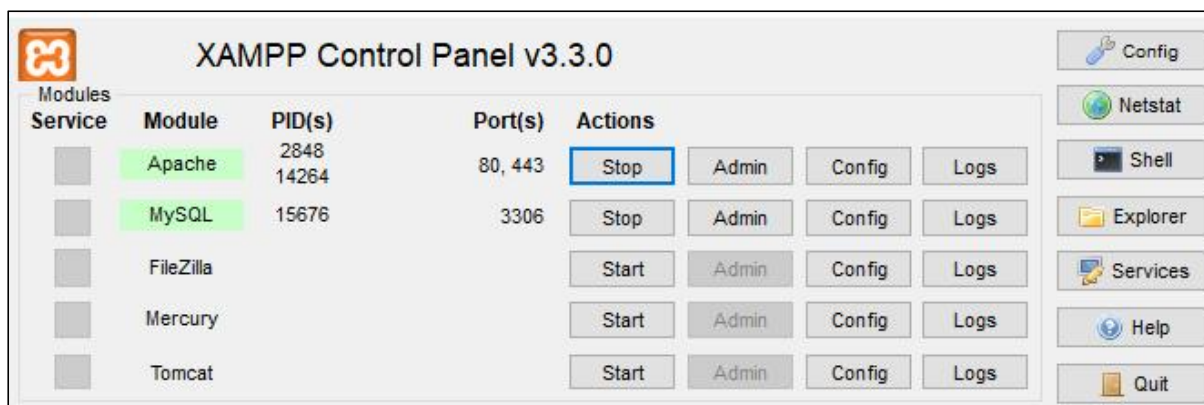 XAMPP Control Panel v3.3.0
Config
Modules
Netstat
Service Module PID(s) Port(s) Actions
Apache 2848 14264 80, 443 Stop Admin Config Logs
Shell
MySQL 15676 3306 Stop Admin Config Logs
Explorer
FileZilla Start Admin Config Logs
Services
Mercury Start Admin Config Logs
Help
Tomcat Start Admin Config Logs
Quit